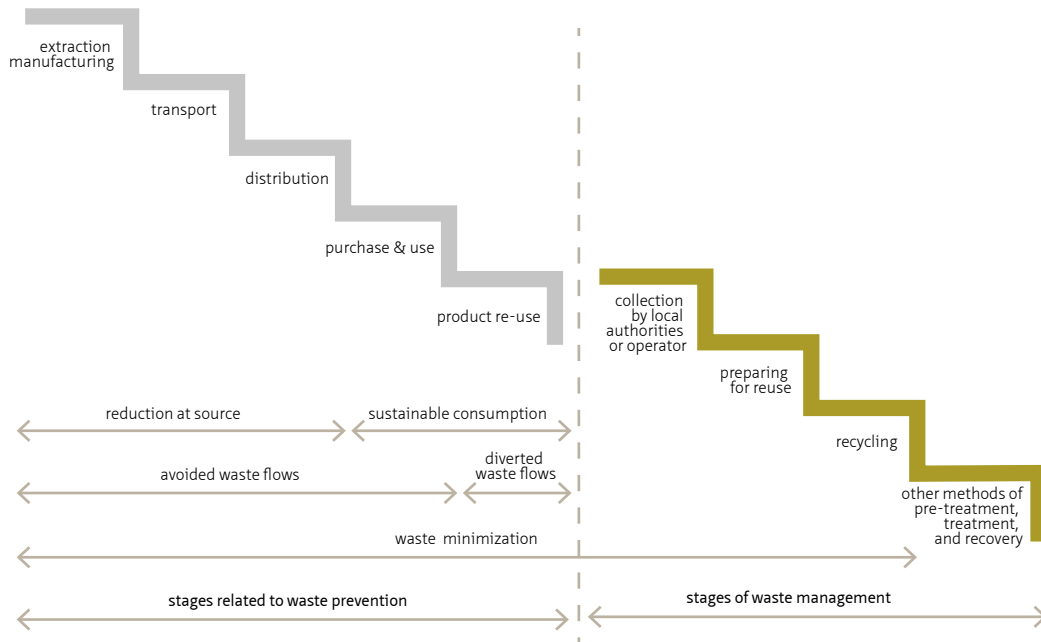 extraction
manufacturing
transport
distribution
purchase & use
product re-use
collection
by local
authorities
or operator
preparing
for reuse
recycling
other methods of
pre-treatment,
treatment,
and recovery
reduction at source
sustainable consumption
avoided waste flows
diverted
waste flows
waste minimization
stages related to waste prevention
stages of waste management